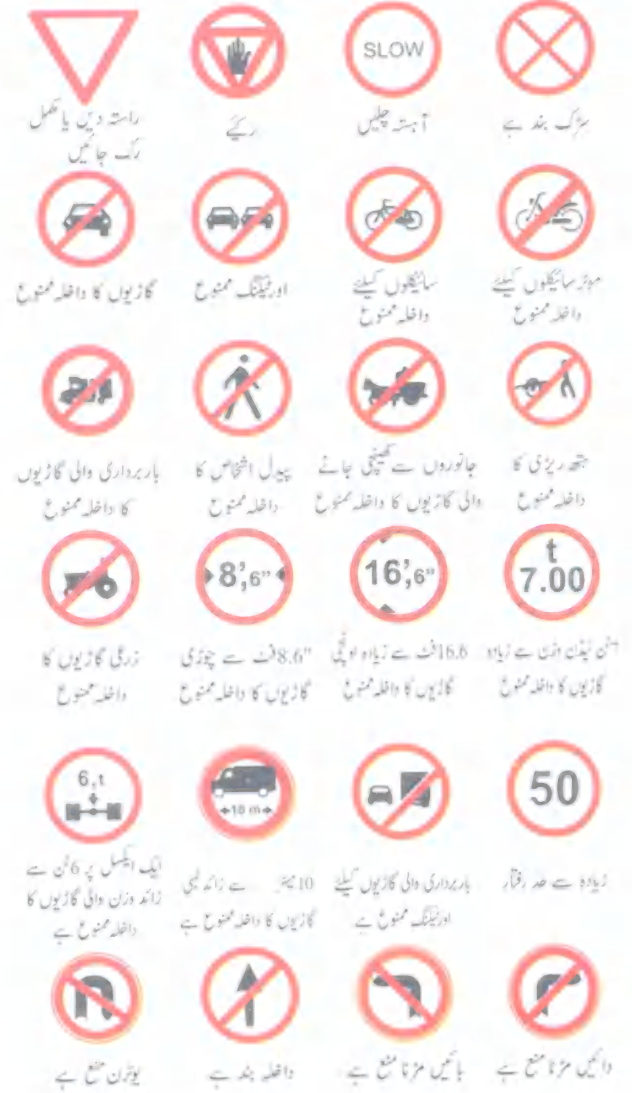 سڑک بند ہے
SLOW
آہستہ چلیں
رکیے
راستہ دیں یا مکمل
رک جائیں
موٹر سائیکلوں کیلئے
داخلہ ممنوع
سائیکلوں کیلئے
داخلہ ممنوع
اورٹیکنگ ممنوع
گاڑیوں کا داخلہ ممنوع
ہتھ ریڑی کا
داخلہ ممنوع
جانوروں سے کھینچی جانے
والی گاڑیوں کا داخلہ ممنوع
پیدل اشخاص کا
داخلہ ممنوع
باربرداری والی گاڑیوں
کا داخلہ ممنوع
t
7.00
ٹن لیڈن وزن سے زیادہ
گاڑیوں کا داخلہ ممنوع
16',6"
16.6 فٹ سے زیادہ اونچی
گاڑیوں کا داخلہ ممنوع
8',6"
8.6" فٹ سے چوڑی
گاڑیوں کا داخلہ ممنوع
زرعی گاڑیوں کا
داخلہ ممنوع
50
زیادہ سے حد رفتار
باربرداری والی گاڑیوں کیلئے
اورٹیکنگ ممنوع ہے
10 m
10 میٹر سے زائد لمبی
گاڑیوں کا داخلہ ممنوع ہے
6,t
ایک ایکسل پر 6 ٹن سے
زائد وزن والی گاڑیوں کا
داخلہ ممنوع ہے
دائیں مڑنا منع ہے
بائیں مڑنا منع ہے
داخلہ بند ہے
یوٹرن منع ہے